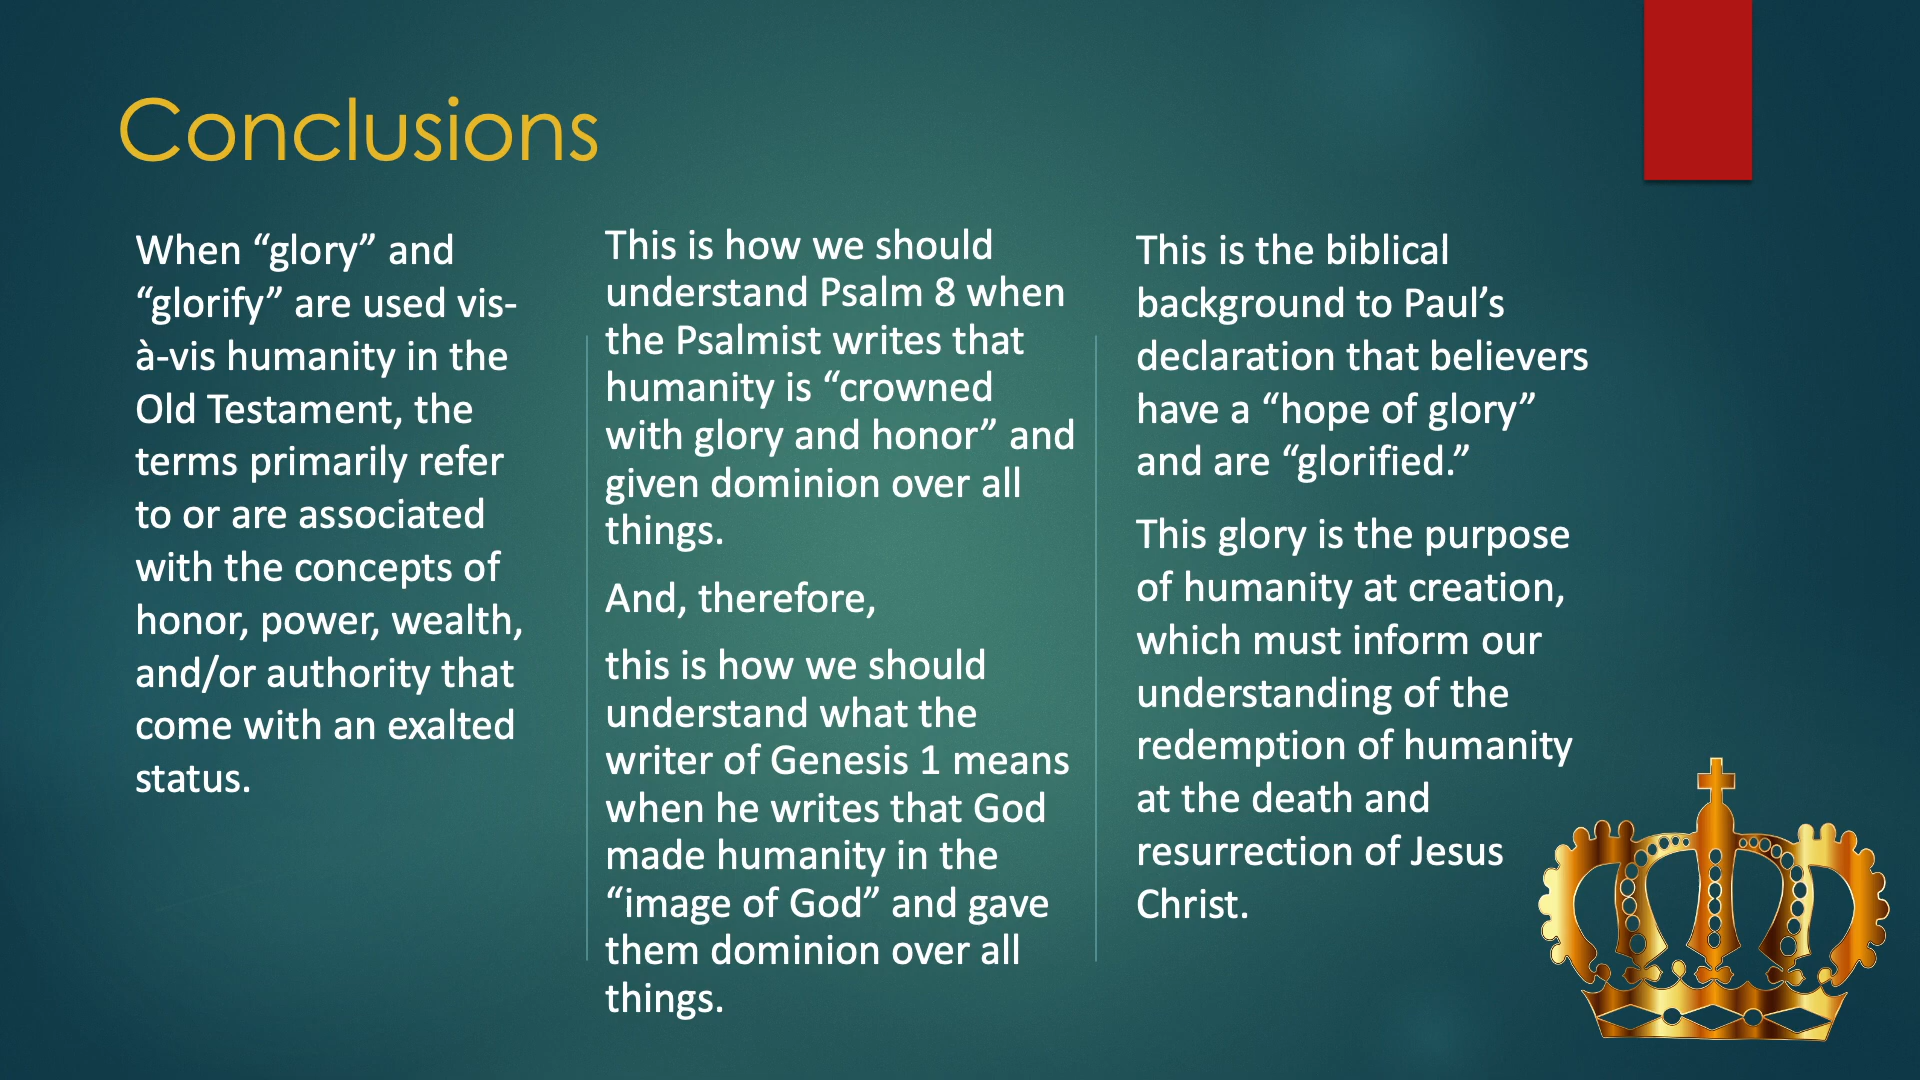 Conclusions
When “glory” and
“glorify” are used vis-
à-vis humanity in the
Old Testament, the
terms primarily refer
to or are associated
with the concepts of
honor, power, wealth,
and/or authority that
come with an exalted
status.
This is how we should
understand Psalm 8 when
the Psalmist writes that
humanity is “crowned
with glory and honor” and
given dominion over all
things.
And, therefore,
this is how we should
understand what the
writer of Genesis 1 means
when he writes that God
made humanity in the
“image of God” and gave
them dominion over all
things.
This is the biblical
background to Paul’s
declaration that believers
have a “hope of glory”
and are “glorified.”
This glory is the purpose
of humanity at creation,
which must inform our
understanding of the
redemption of humanity
at the death and
resurrection of Jesus
Christ.